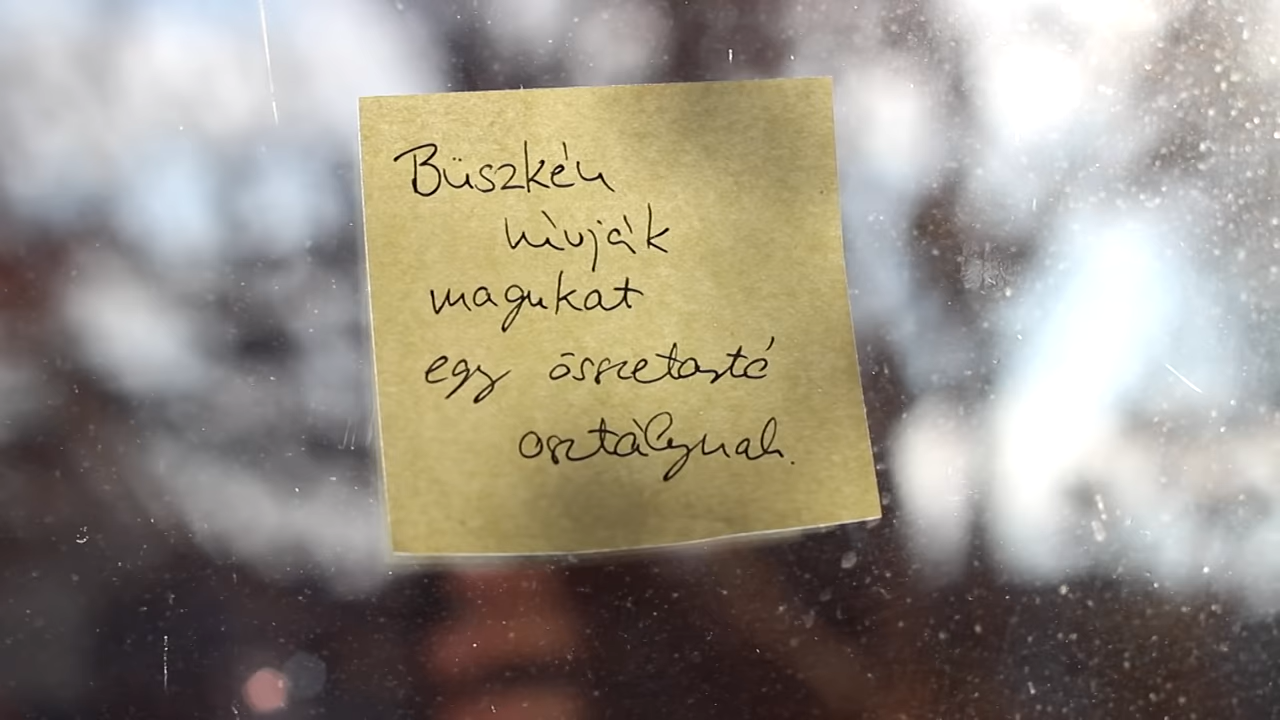 Büszkén
hívják
magukat
egy összetartó
osztálynak.